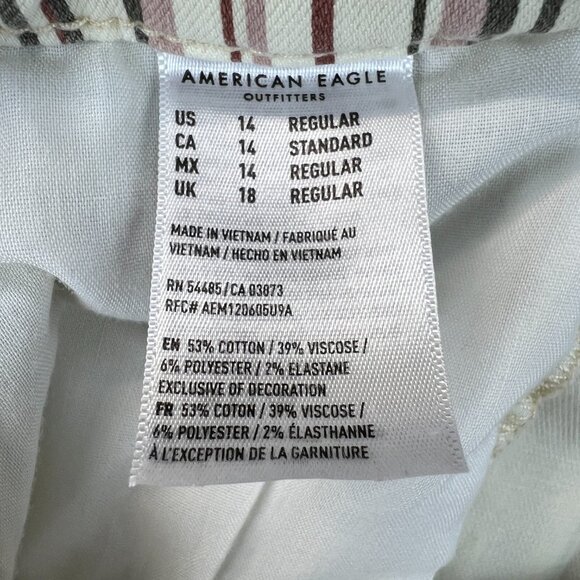 AMERICAN EAGLE
OUTFITTERS
US 14 REGULAR
CA 14 STANDARD
MX 14 REGULAR
UK 18 REGULAR
MADE IN VIETNAM / FABRIQUÉ AU
VIETNAM / HECHO EN VIETNAM
RN 54485 / CA 03873
RFC# AEM120605U9A
EN 53% COTTON / 39% VISCOSE /
6% POLYESTER / 2% ELASTANE
EXCLUSIVE OF DECORATION
FR 53% COTON / 39% VISCOSE /
6% POLYESTER / 2% ÉLASTHANNE
À L'EXCEPTION DE LA GARNITURE